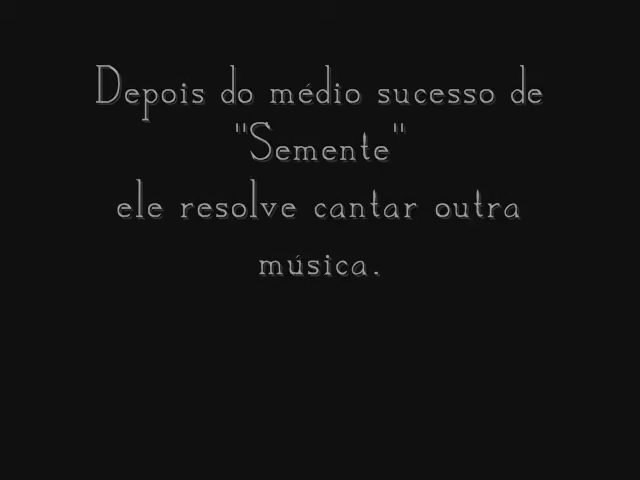 Depois do médio sucesso de
"Semente"
ele resolve cantar outra
música.